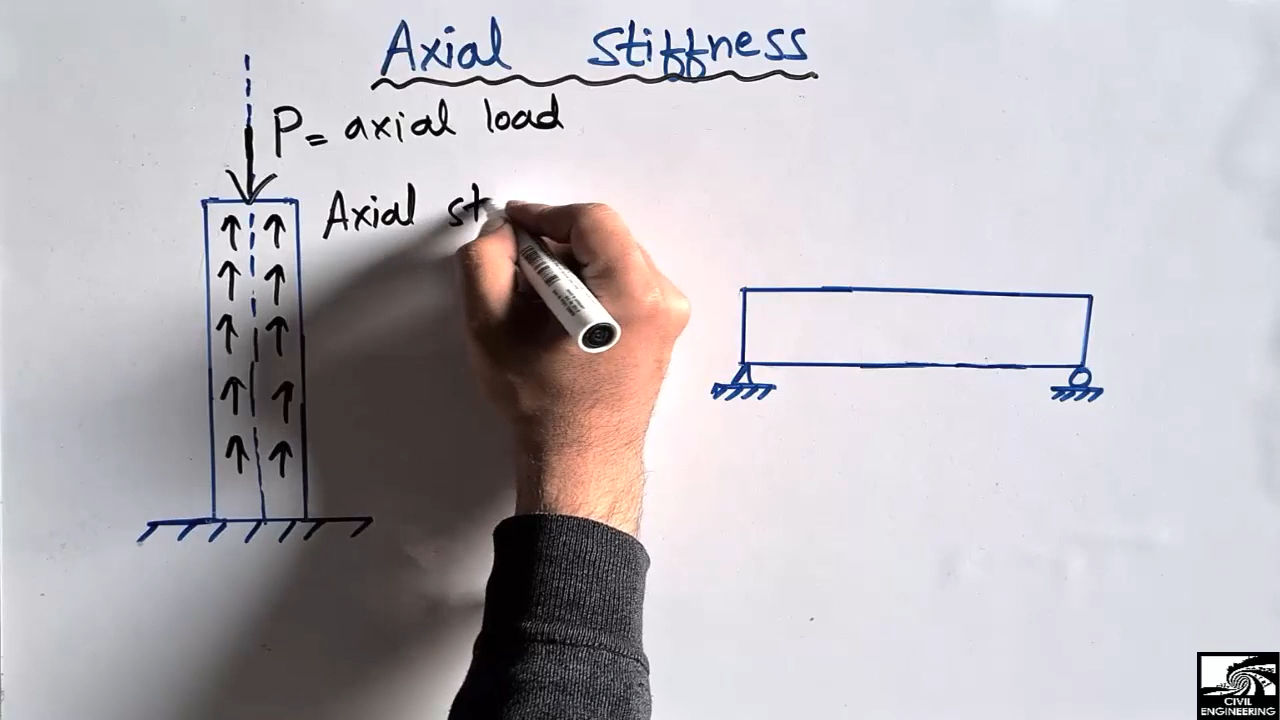 Axial Stiffness
P = axial load
Axial st
CIVIL
ENGINEERING